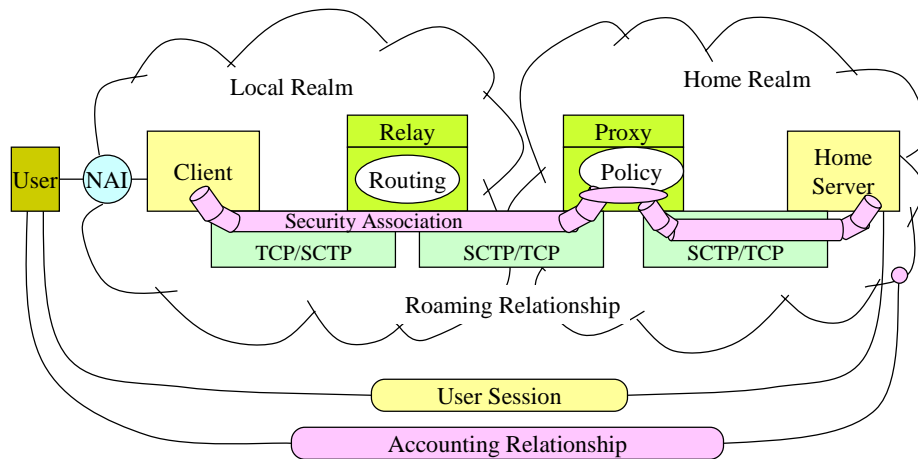 Local Realm
Home Realm
Relay
Proxy
User
NAI
Client
Routing
Policy
Home
Server
Security Association
TCP/SCTP
SCTP/TCP
SCTP/TCP
Roaming Relationship
User Session
Accounting Relationship